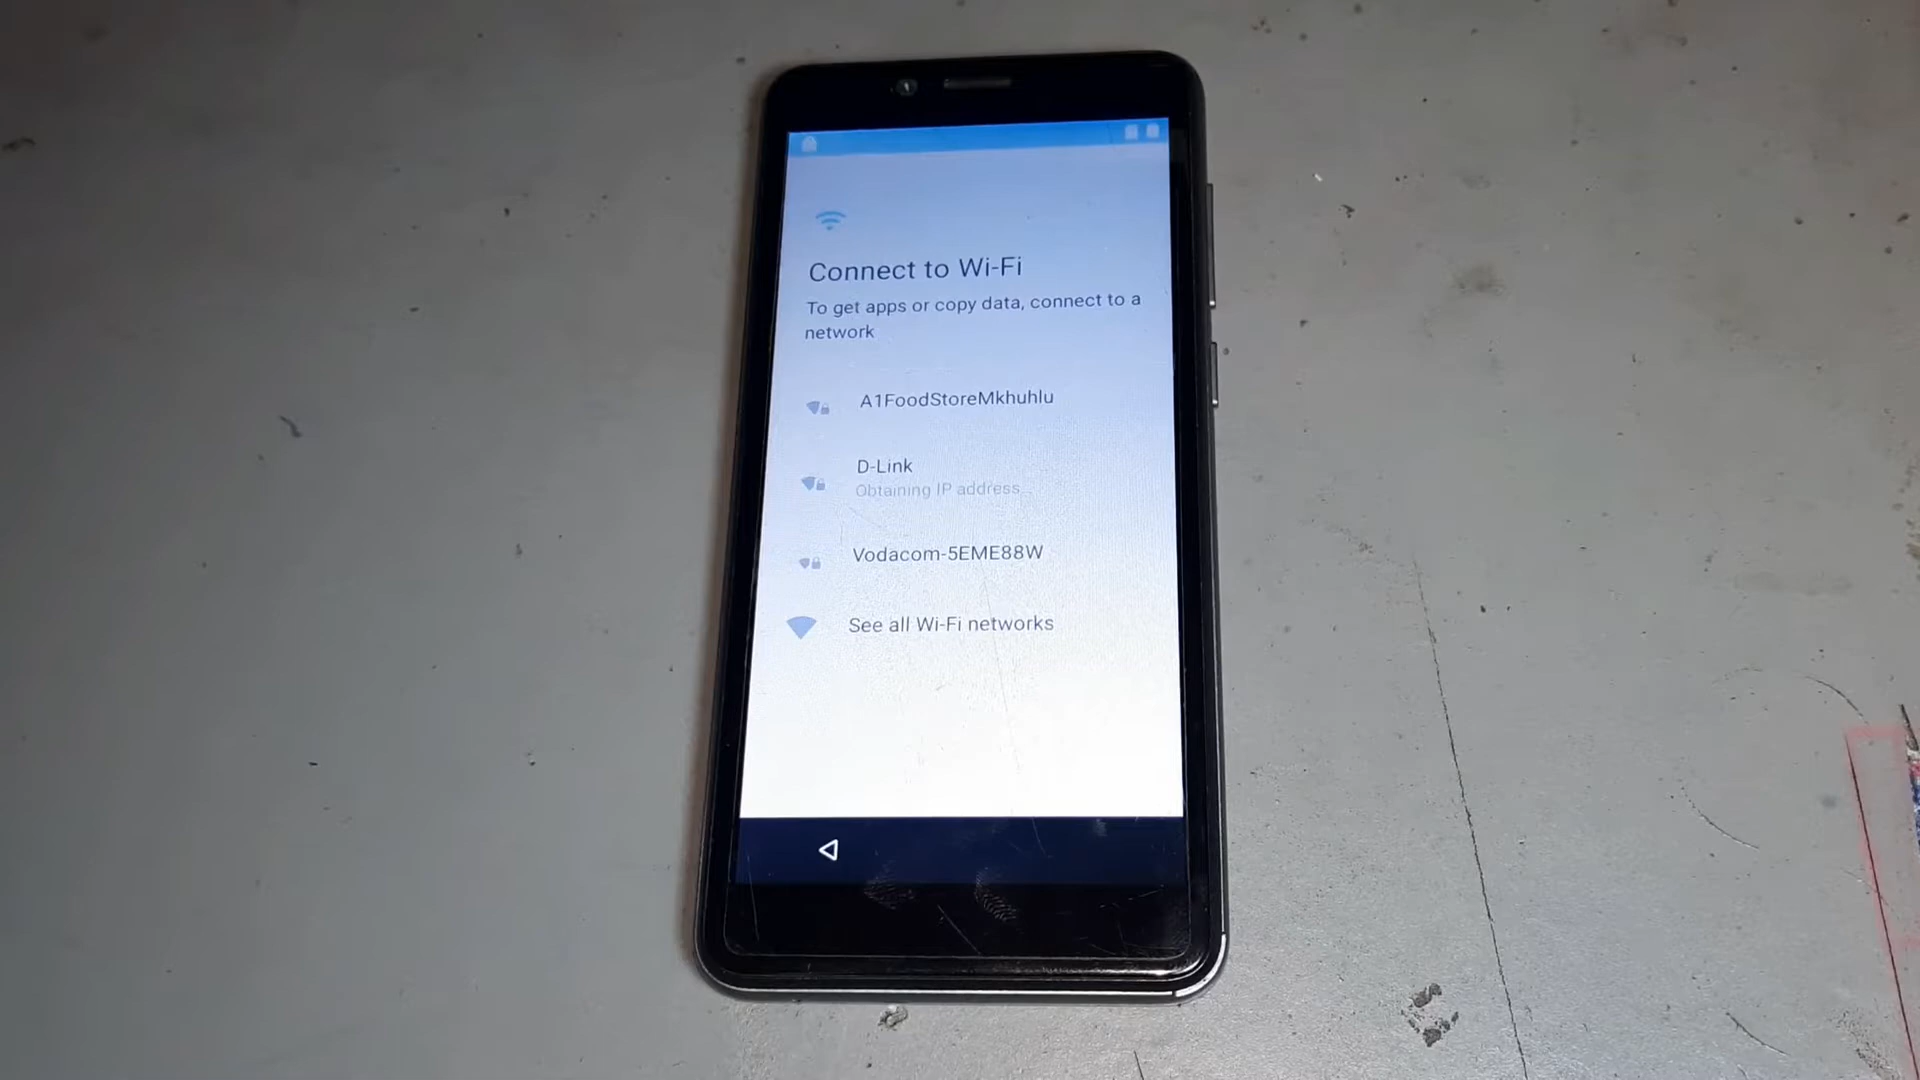 Connect to Wi-Fi
To get apps or copy data, connect to a
network
A1FoodStoreMkhuhlu
D-Link
Obtaining IP address...
Vodacom-5EME88W
See all Wi-Fi networks